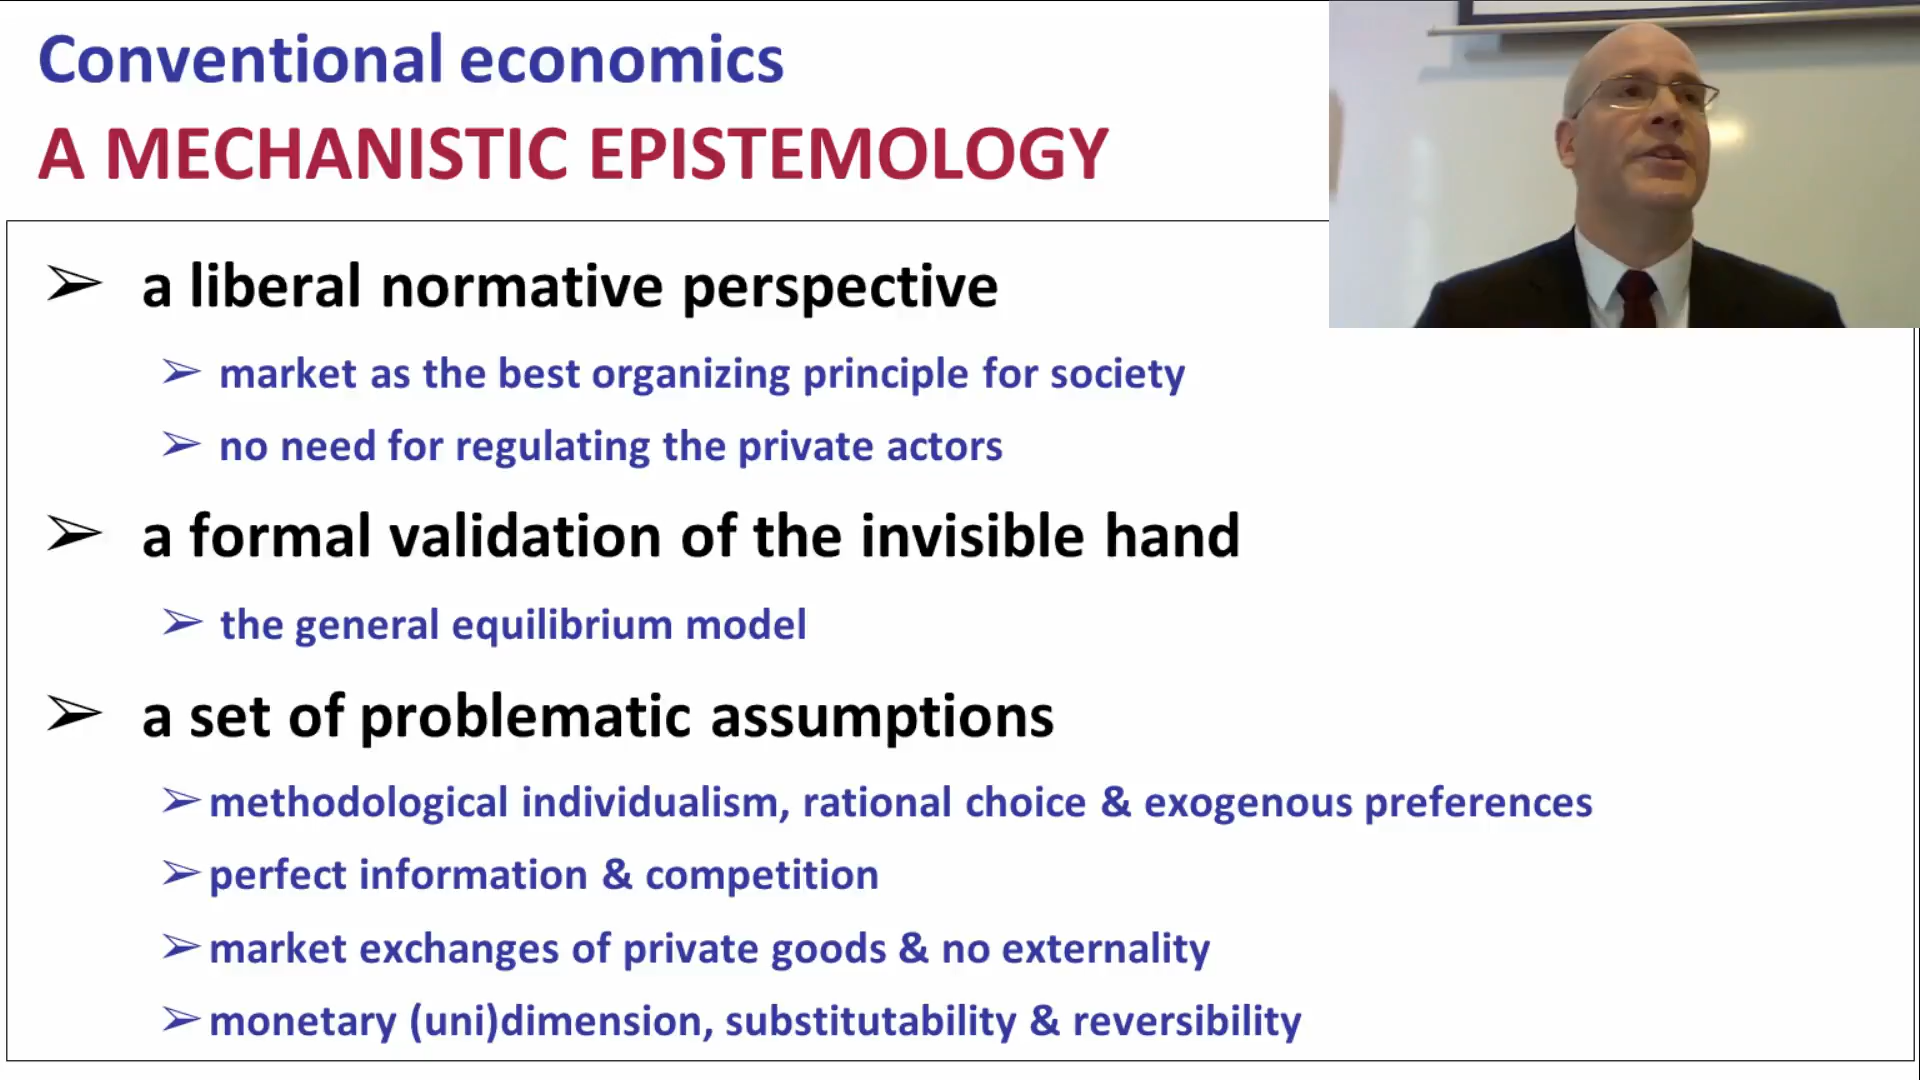 Conventional economics
A MECHANISTIC EPISTEMOLOGY
➢ a liberal normative perspective
➢ market as the best organizing principle for society
➢ no need for regulating the private actors
➢ a formal validation of the invisible hand
➢ the general equilibrium model
➢ a set of problematic assumptions
➢ methodological individualism, rational choice & exogenous preferences
➢ perfect information & competition
➢ market exchanges of private goods & no externality
➢ monetary (uni)dimension, substitutability & reversibility